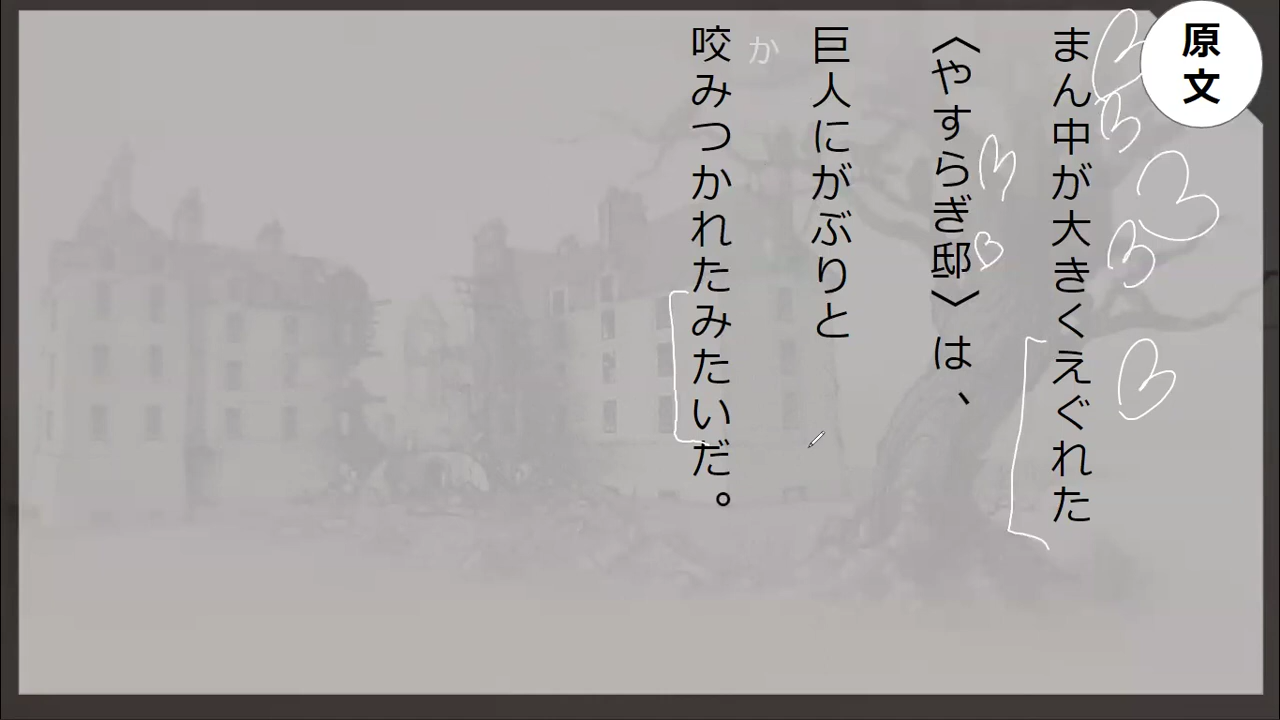 原文
まん中が大きくえぐれた
〈やすらぎ邸〉は、
巨人にがぶりと
か
咬みつかれたみたいだ。